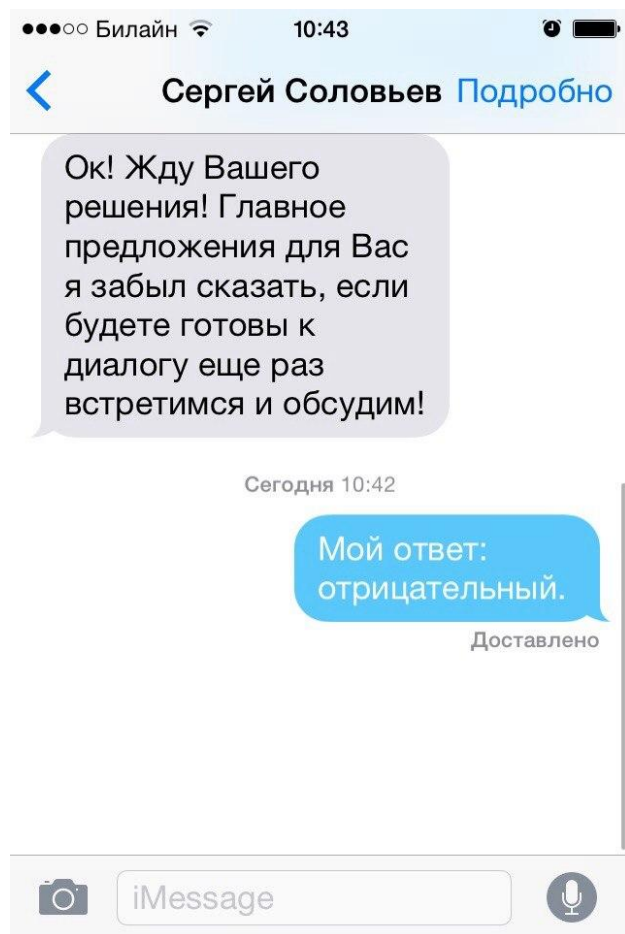 Билайн 10:43
Сергей Соловьев Подробно
Ок! Жду Вашего
решения! Главное
предложения для Вас
я забыл сказать, если
будете готовы к
диалогу еще раз
встретимся и обсудим!
Сегодня 10:42
Мой ответ:
отрицательный.
Доставлено
iMessage